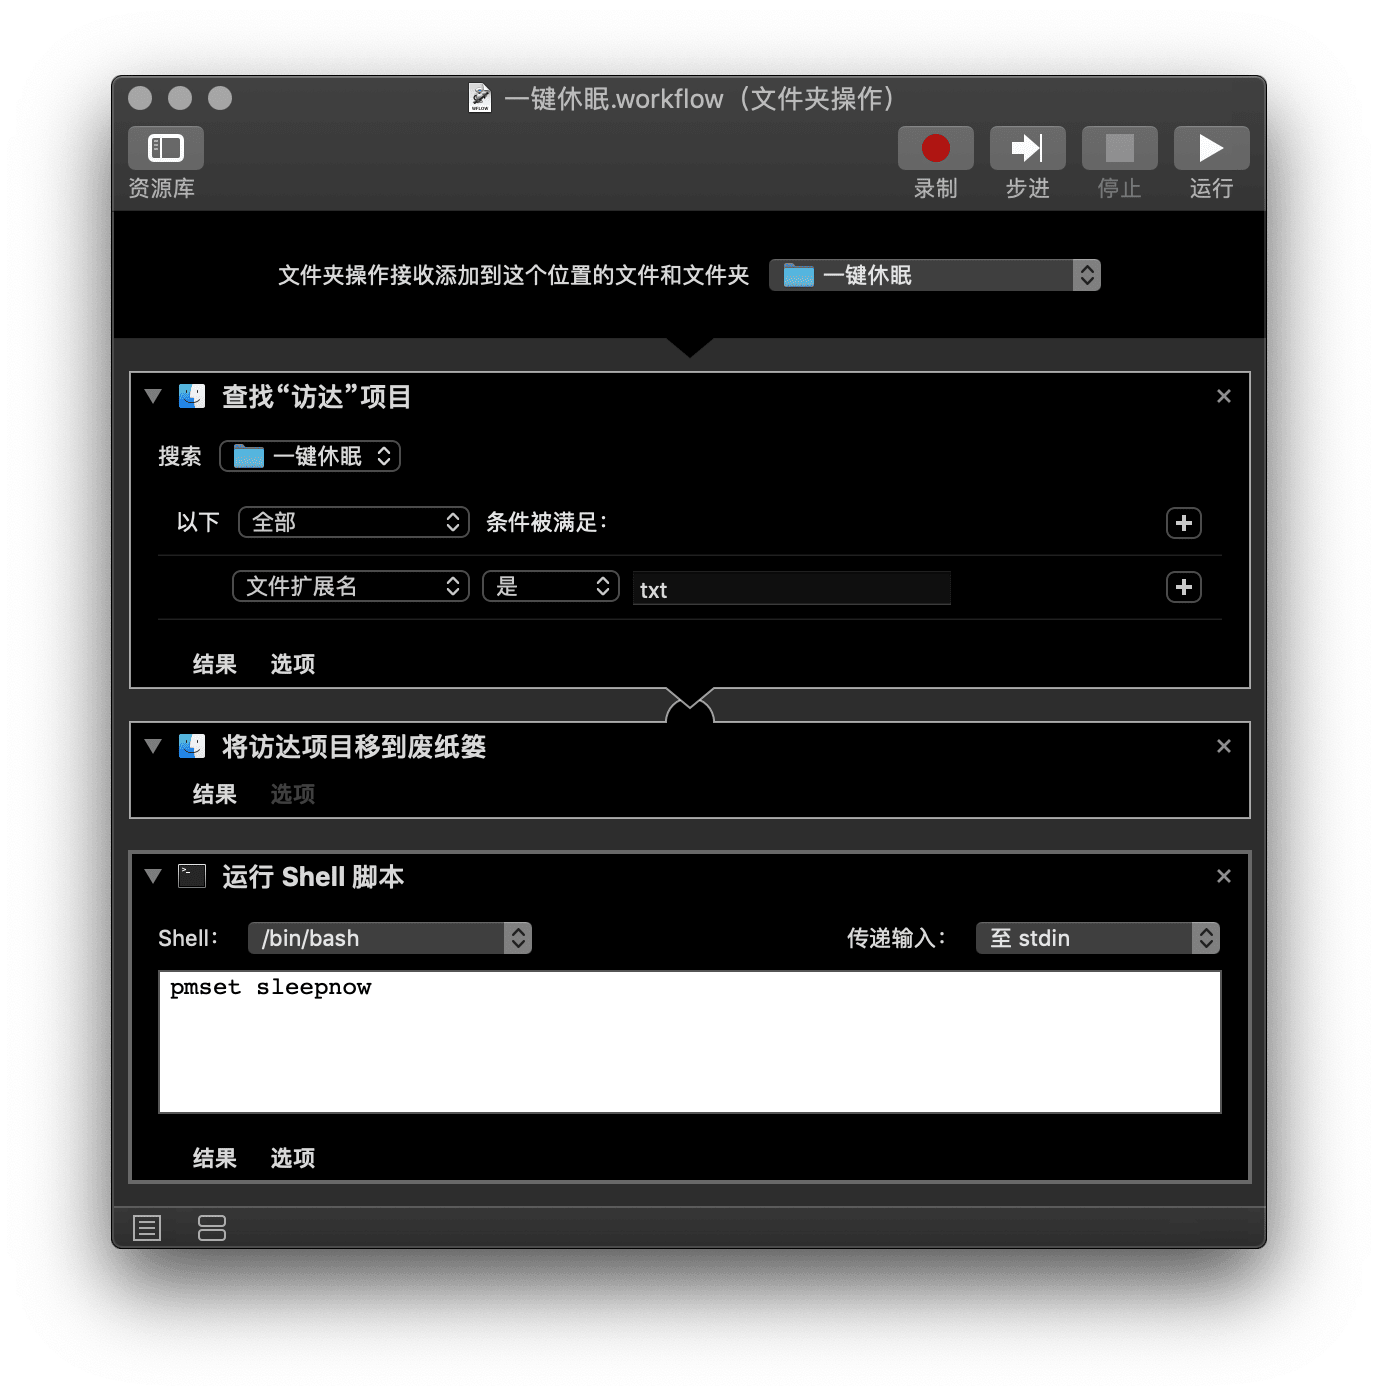 一键休眠.workflow（文件夹操作）
资源库
录制
步进
停止
运行
文件夹操作接收添加到这个位置的文件和文件夹 一键休眠
查找“访达”项目
搜索 一键休眠
以下 全部 条件被满足：
文件扩展名 是 txt
结果 选项
将访达项目移到废纸篓
结果 选项
运行 Shell 脚本
Shell： /bin/bash 传递输入： 至 stdin
pmset sleepnow
结果 选项